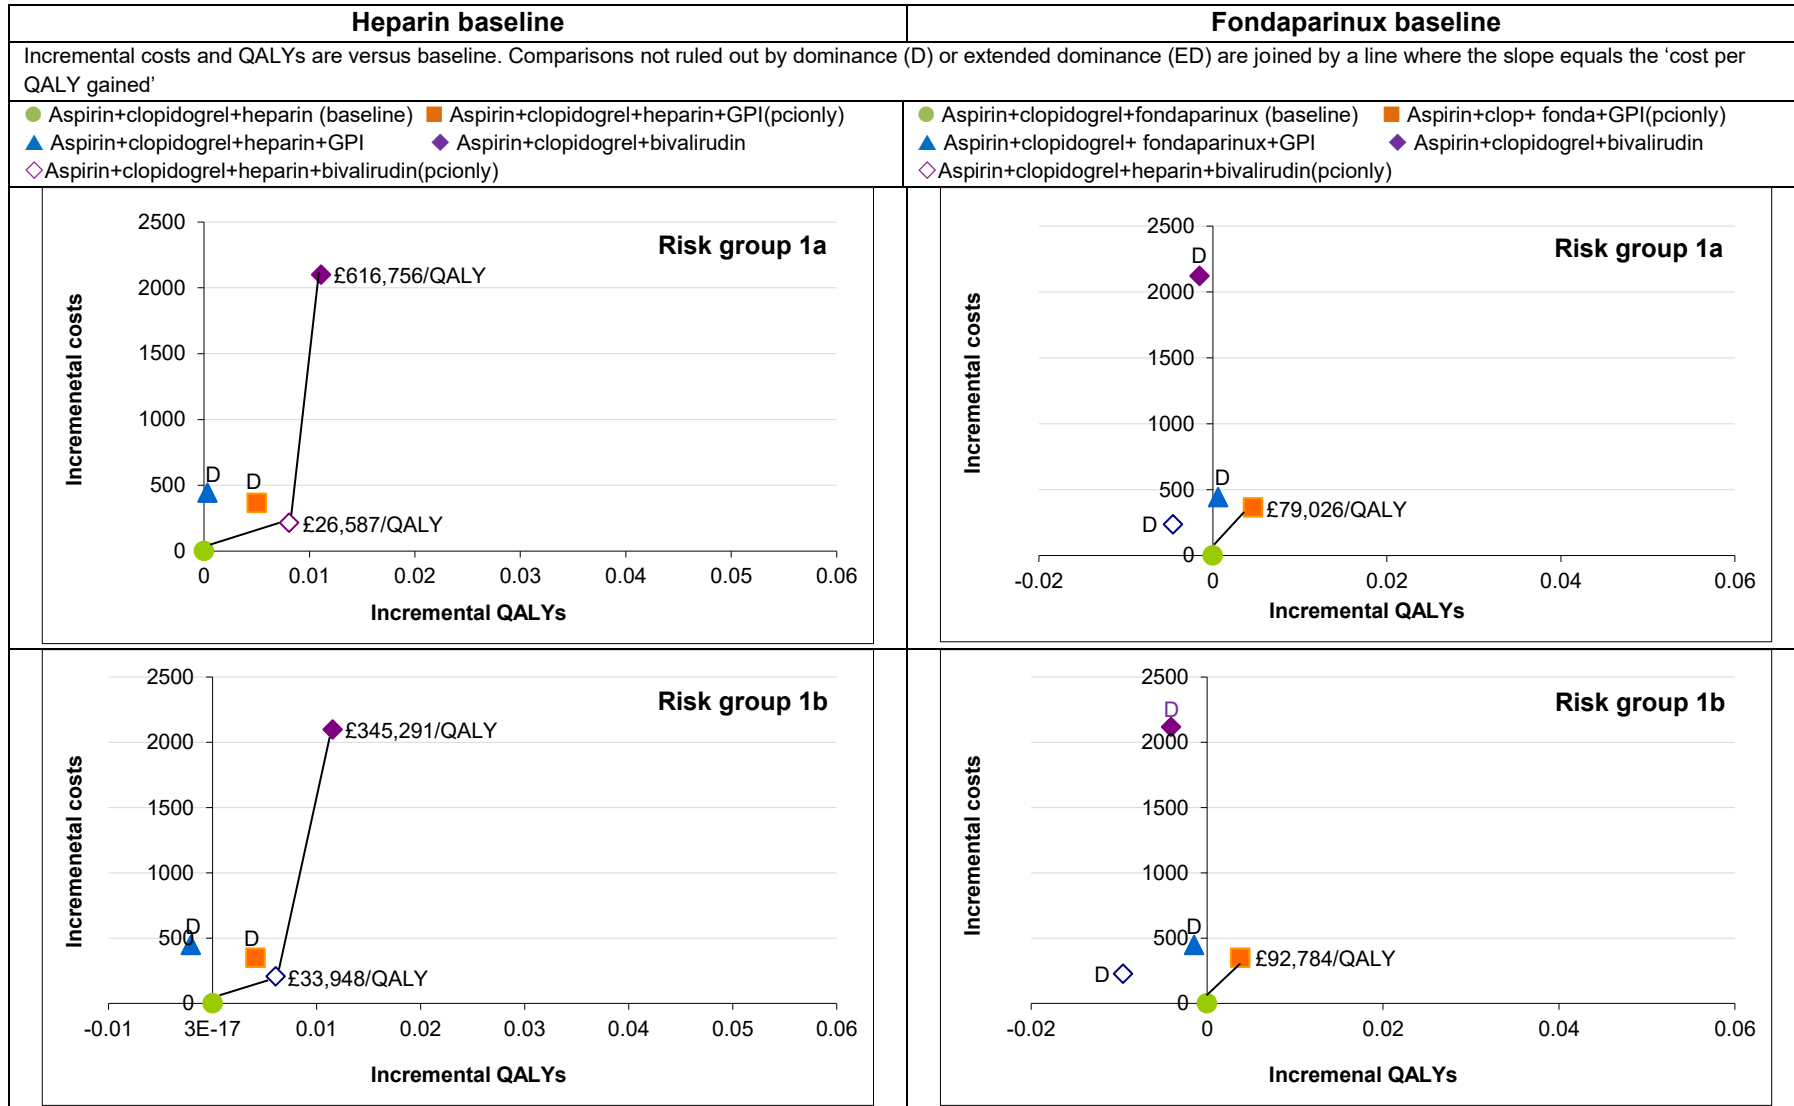 Heparin baseline
Fondaparinux baseline
Incremental costs and QALYs are versus baseline. Comparisons not ruled out by dominance (D) or extended dominance (ED) are joined by a line where the slope equals the ‘cost per
QALY gained’
Aspirin+clopidogrel+heparin (baseline) Aspirin+clopidogrel+heparin+GPI(pcionly)
Aspirin+clopidogrel+heparin+GPI Aspirin+clopidogrel+bivalirudin
Aspirin+clopidogrel+heparin+bivalirudin(pcionly)
Aspirin+clopidogrel+fondaparinux (baseline) Aspirin+clop+ fonda+GPI(pcionly)
Aspirin+clopidogrel+ fondaparinux+GPI Aspirin+clopidogrel+bivalirudin
Aspirin+clopidogrel+heparin+bivalirudin(pcionly)
Risk group 1a
Incremenetal costs
2500
2000
1500
1000
500
0
£616,756/QALY
D D
£26,587/QALY
0 0.01 0.02 0.03 0.04 0.05 0.06
Incremental QALYs
Risk group 1a
Incremental costs
2500
2000
1500
1000
500
0
D
D
D
£79,026/QALY
-0.02 0 0.02 0.04 0.06
Incremental QALYs
Risk group 1b
Incremenetal costs
2500
2000
1500
1000
500
0
£345,291/QALY
D D
£33,948/QALY
-0.01 3E-17 0.01 0.02 0.03 0.04 0.05 0.06
Incremental QALYs
Risk group 1b
Incremental costs
2500
2000
1500
1000
500
0
D
D
D
£92,784/QALY
-0.02 0 0.02 0.04 0.06
Incremenal QALYs